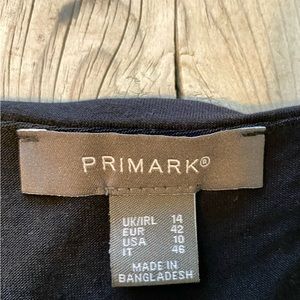 PRIMARK®
UK/IRL 14
EUR 42
USA 10
IT 46
MADE IN
BANGLADESH